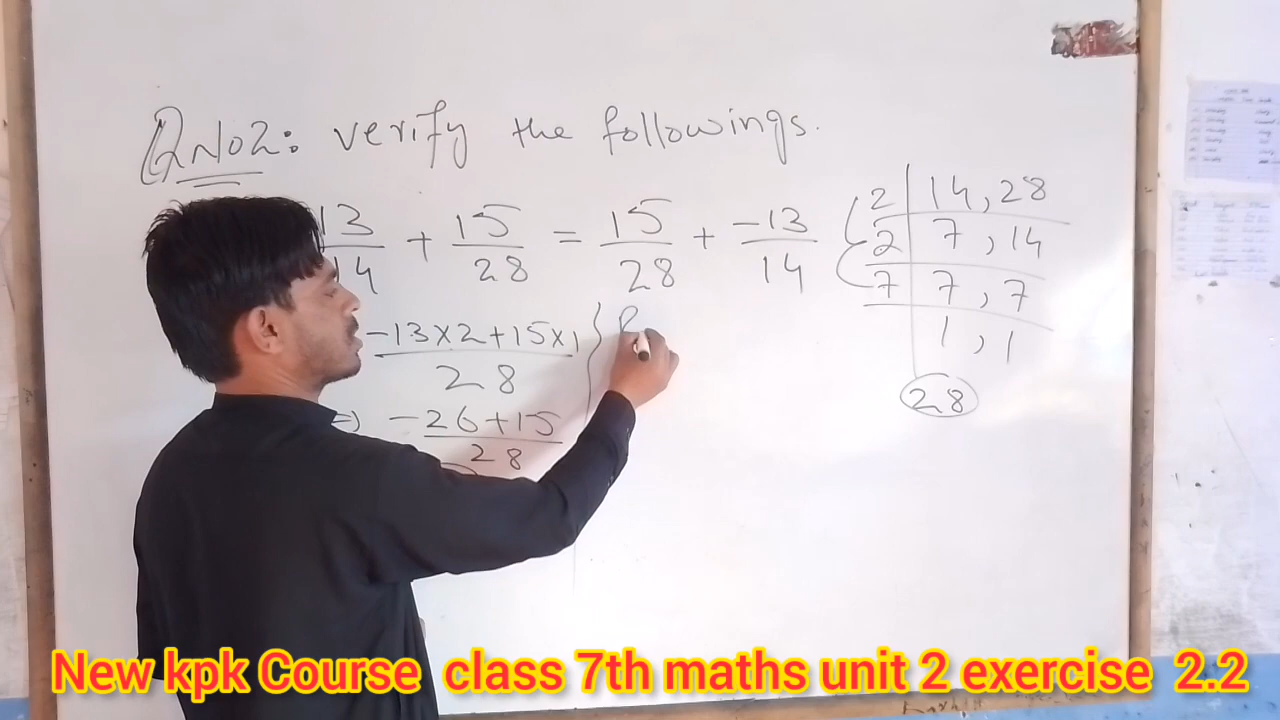 Q No2: verify the followings.
13/14 + 15/28 = 15/28 + -13/14
-13x2+15x1
28
⇒ -26+15
28
R
2 | 14, 28
2 | 7, 14
7 | 7, 7
1, 1
28
New kpk Course class 7th maths unit 2 exercise 2.2